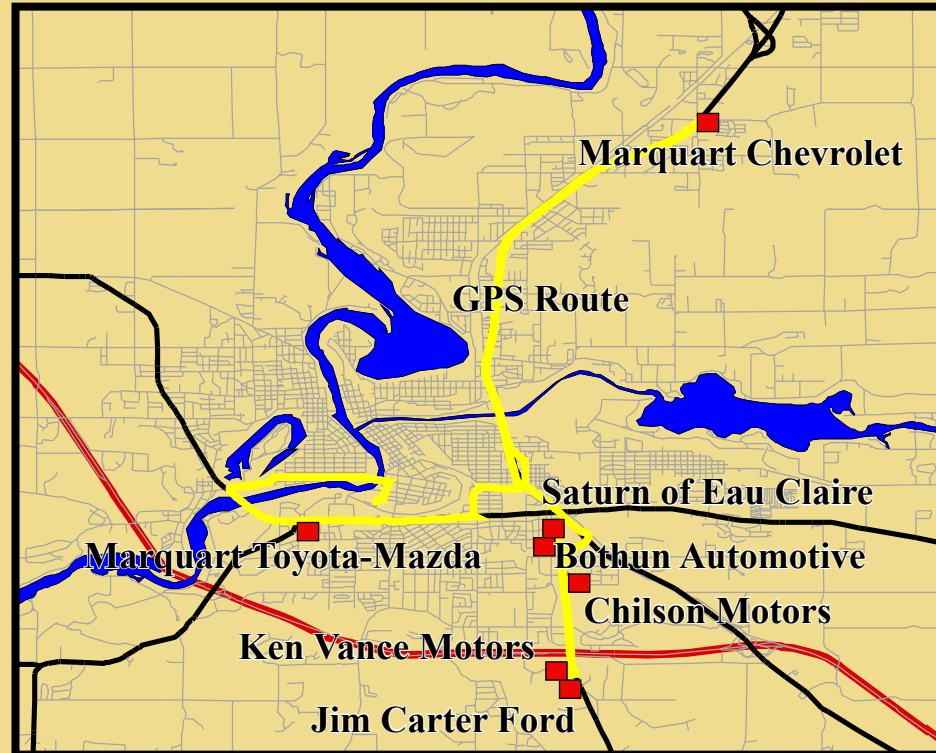 Marquart Chevrolet
GPS Route
Saturn of Eau Claire
Marquart Toyota-Mazda
Bothun Automotive
Chilson Motors
Ken Vance Motors
Jim Carter Ford